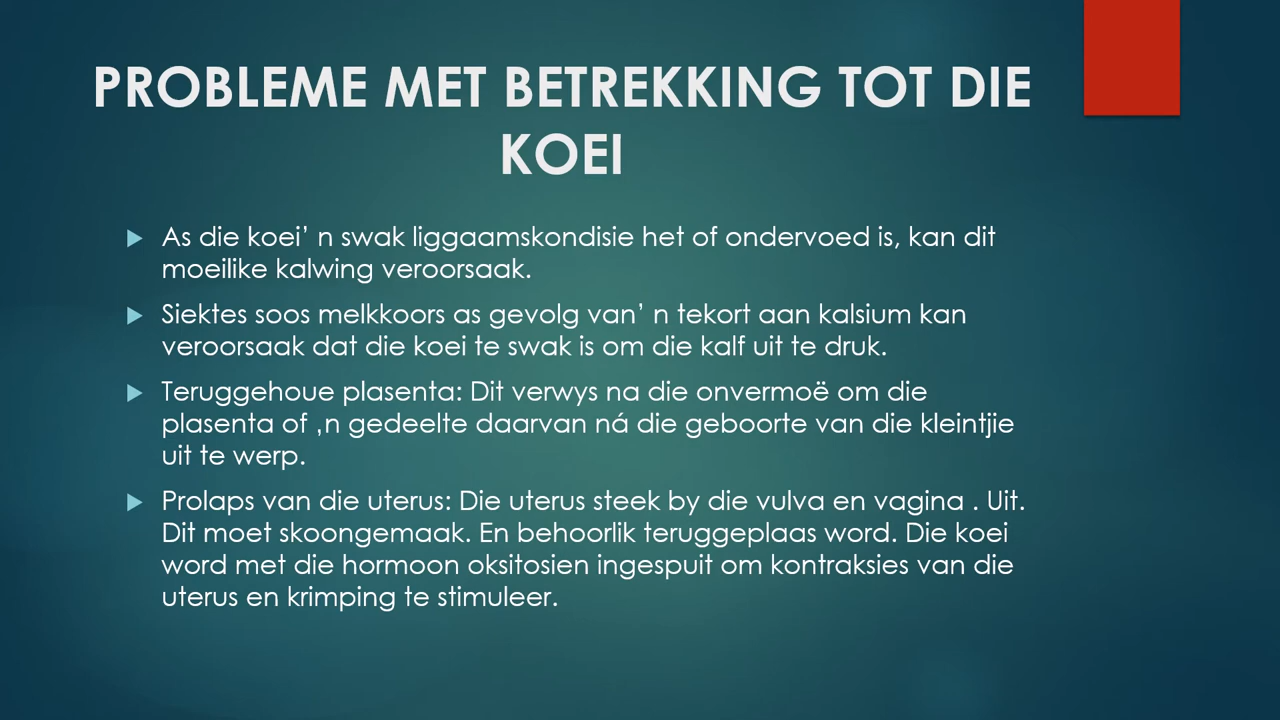 PROBLEME MET BETREKKING TOT DIE
KOEI
As die koei’ n swak liggaamskondisie het of ondervoed is, kan dit
moeilike kalwing veroorsaak.
Siektes soos melkkoors as gevolg van’ n tekort aan kalsium kan
veroorsaak dat die koei te swak is om die kalf uit te druk.
Teruggehoue plasenta: Dit verwys na die onvermoë om die
plasenta of ‚n gedeelte daarvan ná die geboorte van die kleintjie
uit te werp.
Prolaps van die uterus: Die uterus steek by die vulva en vagina . Uit.
Dit moet skoongemaak. En behoorlik teruggeplaas word. Die koei
word met die hormoon oksitosien ingespuit om kontraksies van die
uterus en krimping te stimuleer.